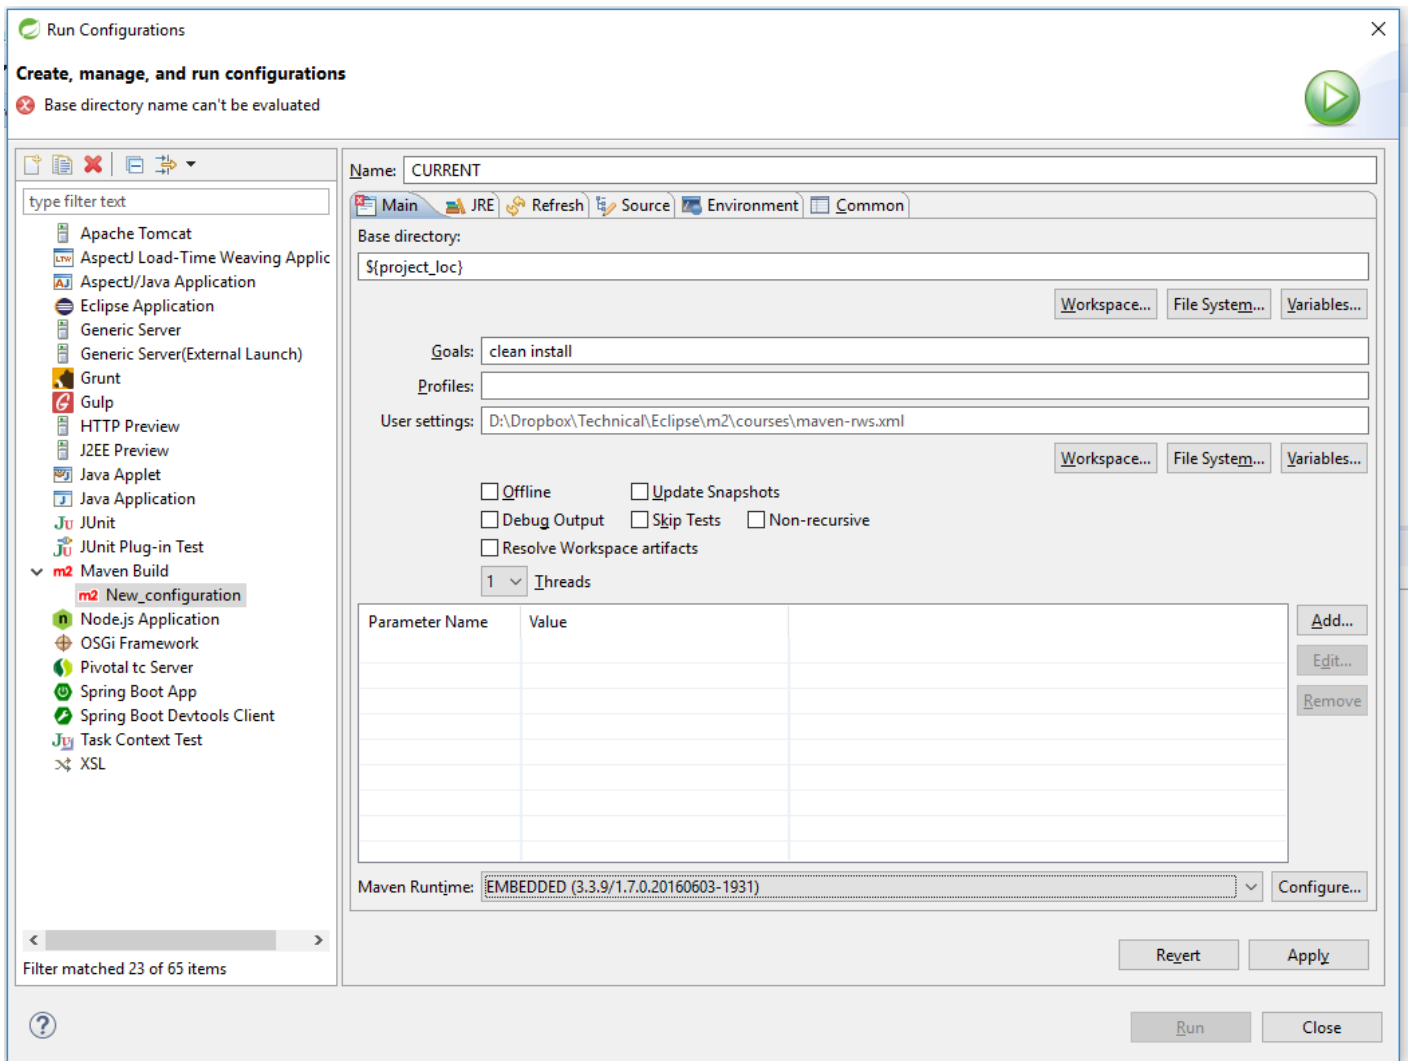 Run Configurations
Create, manage, and run configurations
Base directory name can't be evaluated
type filter text
Apache Tomcat
AspectJ Load-Time Weaving Applic
AspectJ/Java Application
Eclipse Application
Generic Server
Generic Server(External Launch)
Grunt
Gulp
HTTP Preview
J2EE Preview
Java Applet
Java Application
JUnit
JUnit Plug-in Test
m2 Maven Build
m2 New_configuration
Node.js Application
OSGi Framework
Pivotal tc Server
Spring Boot App
Spring Boot Devtools Client
Task Context Test
XSL
Filter matched 23 of 65 items
Name: CURRENT
Main JRE Refresh Source Environment Common
Base directory:
${project_loc}
Workspace... File System... Variables...
Goals: clean install
Profiles:
User settings: D:\Dropbox\Technical\Eclipse\m2\courses\maven-rws.xml
Workspace... File System... Variables...
Offline Update Snapshots
Debug Output Skip Tests Non-recursive
Resolve Workspace artifacts
1 Threads
Parameter Name Value
Add...
Edit...
Remove
Maven Runtime: EMBEDDED (3.3.9/1.7.0.20160603-1931) Configure...
Revert Apply
Run Close